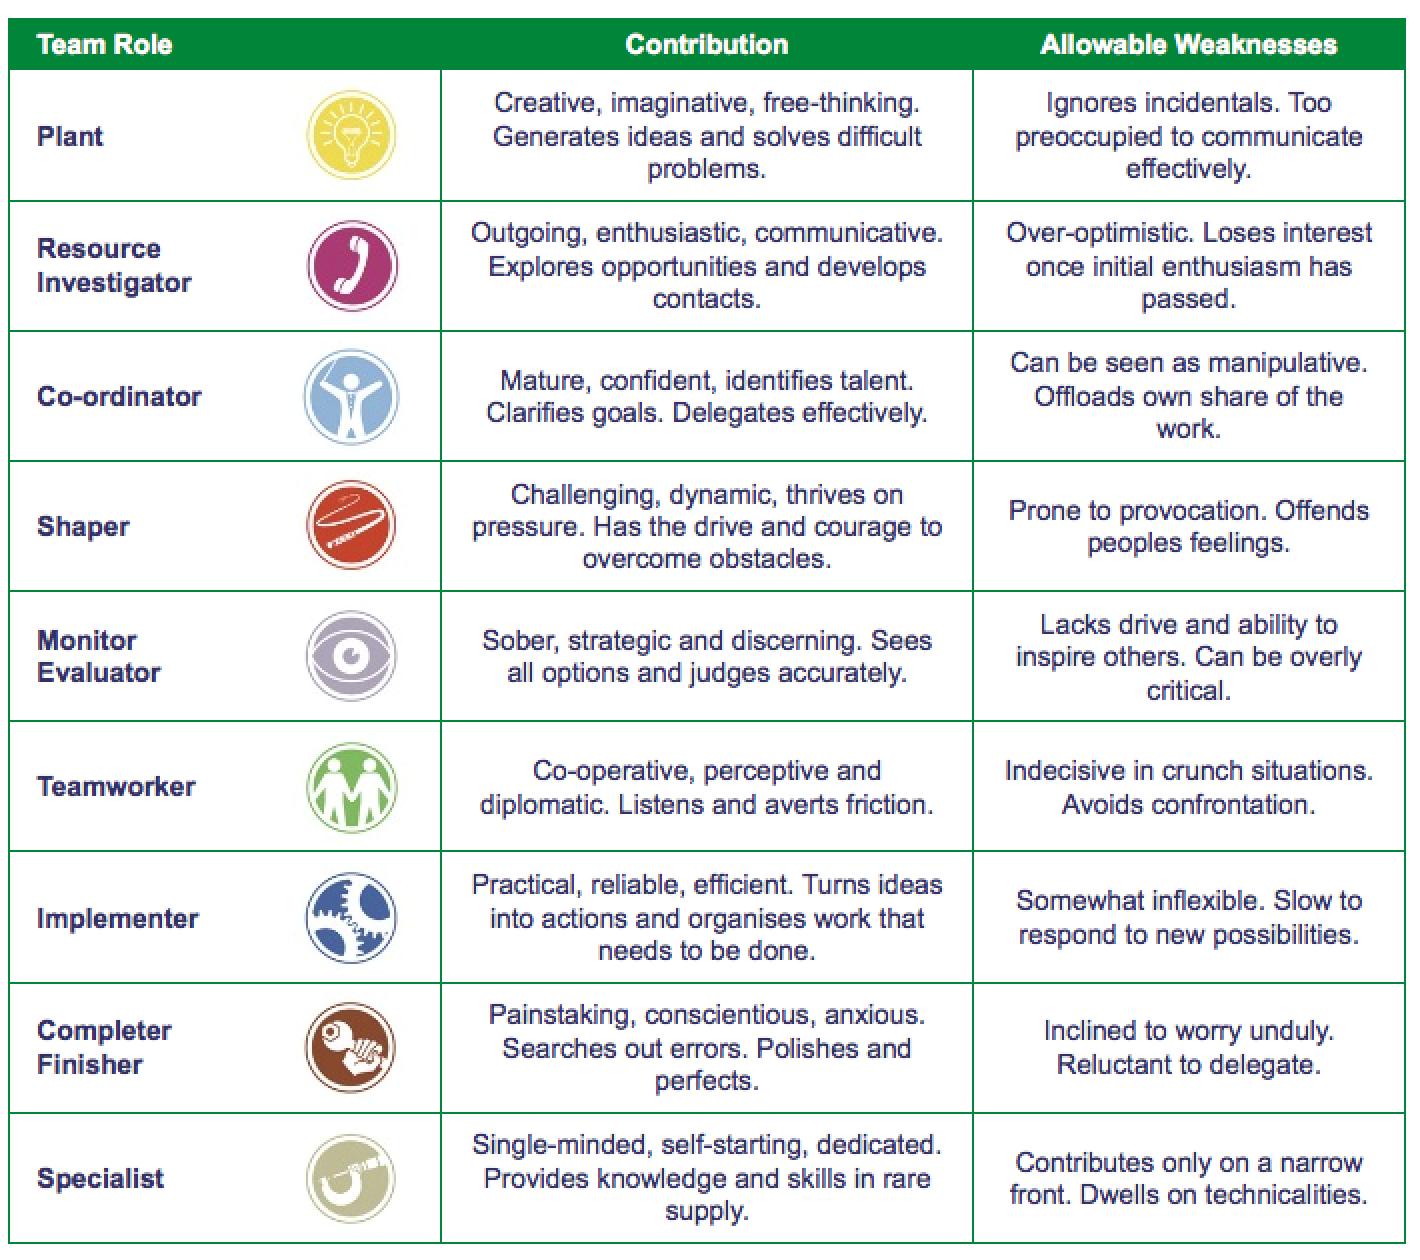 Team Role
Contribution
Allowable Weaknesses
Plant
Creative, imaginative, free-thinking.
Generates ideas and solves difficult
problems.
Ignores incidentals. Too
preoccupied to communicate
effectively.
Resource
Investigator
Outgoing, enthusiastic, communicative.
Explores opportunities and develops
contacts.
Over-optimistic. Loses interest
once initial enthusiasm has
passed.
Co-ordinator
Mature, confident, identifies talent.
Clarifies goals. Delegates effectively.
Can be seen as manipulative.
Offloads own share of the
work.
Shaper
Challenging, dynamic, thrives on
pressure. Has the drive and courage to
overcome obstacles.
Prone to provocation. Offends
peoples feelings.
Monitor
Evaluator
Sober, strategic and discerning. Sees
all options and judges accurately.
Lacks drive and ability to
inspire others. Can be overly
critical.
Teamworker
Co-operative, perceptive and
diplomatic. Listens and averts friction.
Indecisive in crunch situations.
Avoids confrontation.
Implementer
Practical, reliable, efficient. Turns ideas
into actions and organises work that
needs to be done.
Somewhat inflexible. Slow to
respond to new possibilities.
Completer
Finisher
Painstaking, conscientious, anxious.
Searches out errors. Polishes and
perfects.
Inclined to worry unduly.
Reluctant to delegate.
Specialist
Single-minded, self-starting, dedicated.
Provides knowledge and skills in rare
supply.
Contributes only on a narrow
front. Dwells on technicalities.